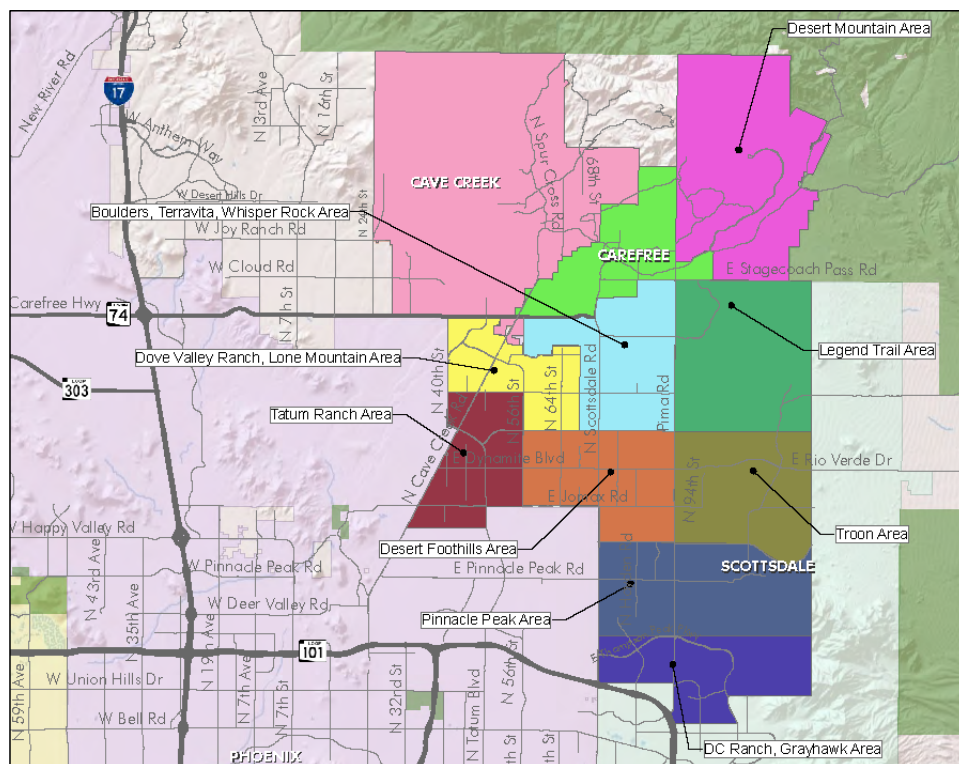 Desert Mountain Area
New River Rd
INTERSTATE
17
N 3rd Ave
N 16th St
W Anthem Way
N Spur Cross Rd
N 68th St
CAVE CREEK
W Desert Hills Dr
N 24th St
Boulders, Terravita, Whisper Rock Area
W Joy Ranch Rd
CAREFREE
W Cloud Rd
E Stagecoach Pass Rd
Carefree Hwy
74
N 7th St
Dove Valley Ranch, Lone Mountain Area
Legend Trail Area
LOOP
303
N 40th St
N 56th St
N 64th St
N Scottsdale Rd
Pima Rd
Tatum Ranch Area
N Cave Creek Rd
E Dynamite Blvd
E Rio Verde Dr
E Jomax Rd
N 94th St
W Happy Valley Rd
Desert Foothills Area
Troon Area
N 43rd Ave
W Pinnacle Peak Rd
E Pinnacle Peak Rd
SCOTTSDALE
N 35th Ave
W Deer Valley Rd
Pinnacle Peak Area
N 19th Ave
LOOP
101
N 59th Ave
W Union Hills Dr
N 7th Ave
N 7th St
N 32nd St
N Tatum Blvd
N 56th St
W Bell Rd
N 64th St
PHOENIX
DC Ranch, Grayhawk Area